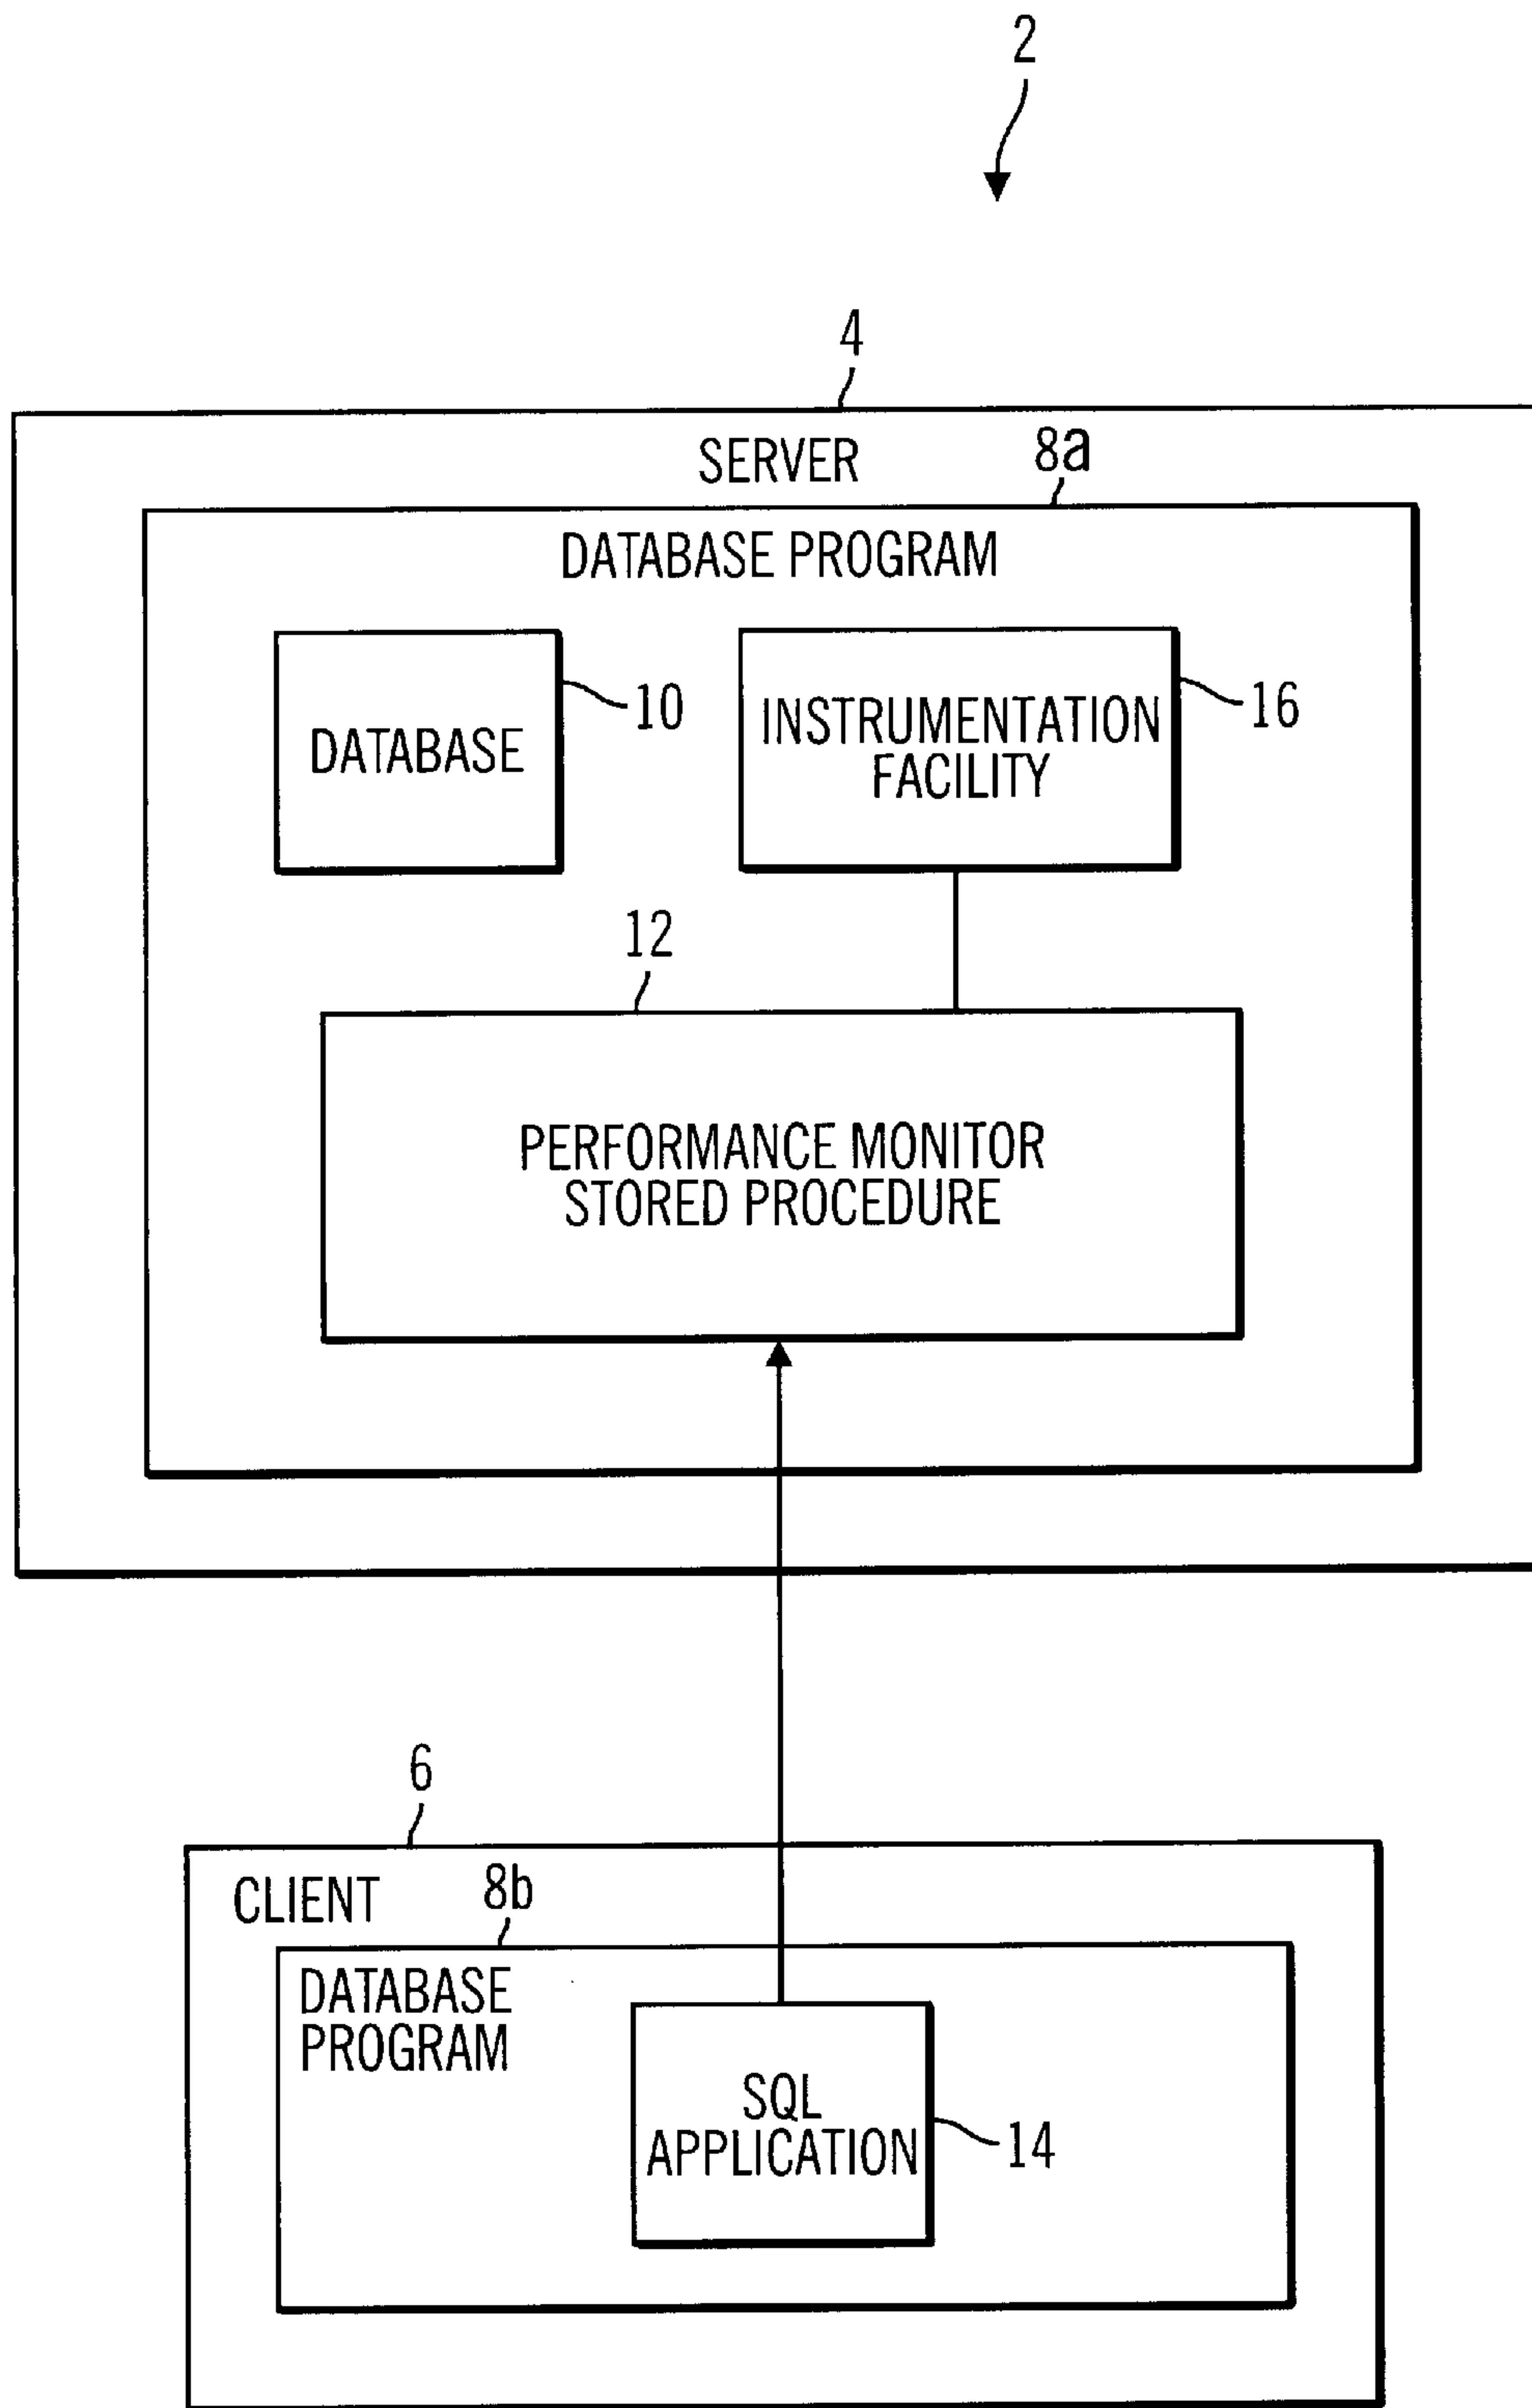 2
4
SERVER
8a
DATABASE PROGRAM
DATABASE
10
INSTRUMENTATION
FACILITY
16
12
PERFORMANCE MONITOR
STORED PROCEDURE
6
CLIENT
8b
DATABASE
PROGRAM
SQL
APPLICATION
14